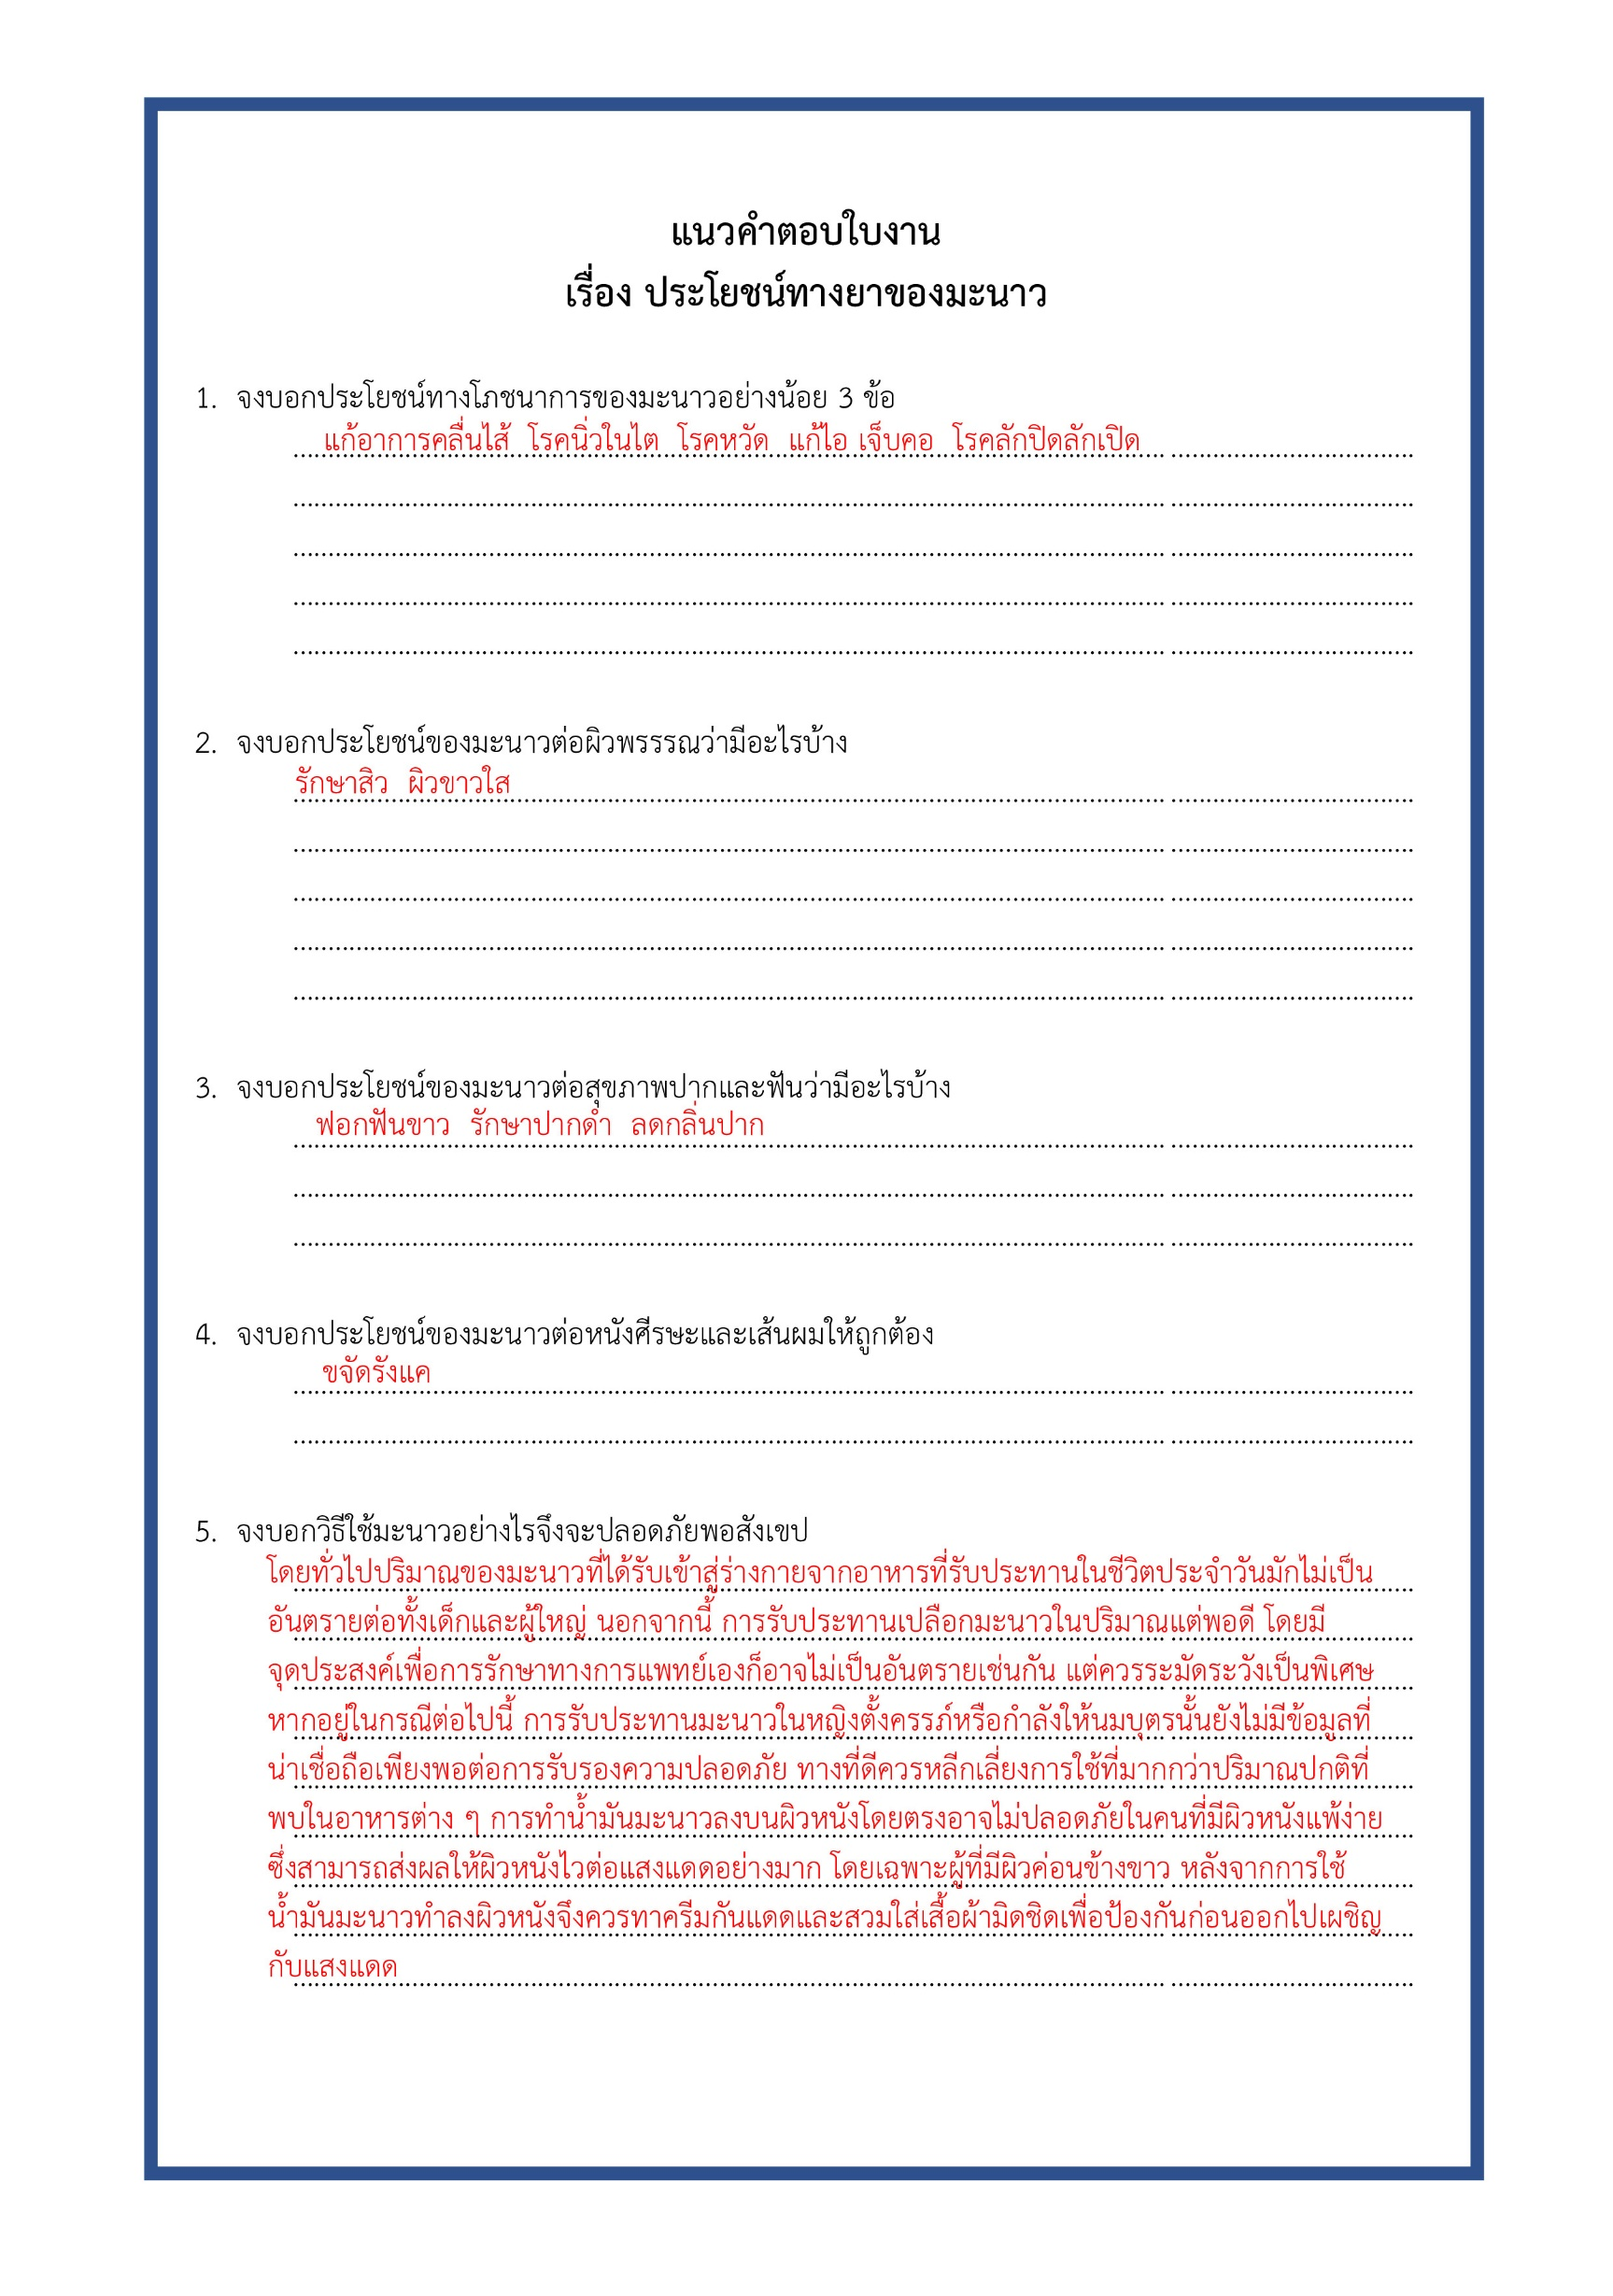 แนวคำตอบใบงาน
เรื่อง ประโยชน์ทางยาของมะนาว
1. จงบอกประโยชน์ทางโภชนาการของมะนาวอย่างน้อย 3 ข้อ
แก้อาการคลื่นไส้ โรคนิ่วในไต โรคหวัด แก้ไอ เจ็บคอ โรคลักปิดลักเปิด
2. จงบอกประโยชน์ของมะนาวต่อผิวพรรรณว่ามีอะไรบ้าง
รักษาสิว ผิวขาวใส
3. จงบอกประโยชน์ของมะนาวต่อสุขภาพปากและฟันว่ามีอะไรบ้าง
ฟอกฟันขาว รักษาปากดำ ลดกลิ่นปาก
4. จงบอกประโยชน์ของมะนาวต่อหนังศีรษะและเส้นผมให้ถูกต้อง
ขจัดรังแค
5. จงบอกวิธีใช้มะนาวอย่างไรจึงจะปลอดภัยพอสังเขป
โดยทั่วไปปริมาณของมะนาวที่ได้รับเข้าสู่ร่างกายจากอาหารที่รับประทานในชีวิตประจำวันมักไม่เป็น
อันตรายต่อทั้งเด็กและผู้ใหญ่ นอกจากนี้ การรับประทานเปลือกมะนาวในปริมาณแต่พอดี โดยมี
จุดประสงค์เพื่อการรักษาทางการแพทย์เองก็อาจไม่เป็นอันตรายเช่นกัน แต่ควรระมัดระวังเป็นพิเศษ
หากอยู่ในกรณีต่อไปนี้ การรับประทานมะนาวในหญิงตั้งครรภ์หรือกำลังให้นมบุตรนั้นยังไม่มีข้อมูลที่
น่าเชื่อถือเพียงพอต่อการรับรองความปลอดภัย ทางที่ดีควรหลีกเลี่ยงการใช้ที่มากกว่าปริมาณปกติที่
พบในอาหารต่าง ๆ การทำน้ำมันมะนาวลงบนผิวหนังโดยตรงอาจไม่ปลอดภัยในคนที่มีผิวหนังแพ้ง่าย
ซึ่งสามารถส่งผลให้ผิวหนังไวต่อแสงแดดอย่างมาก โดยเฉพาะผู้ที่มีผิวค่อนข้างขาว หลังจากการใช้
น้ำมันมะนาวทำลงผิวหนังจึงควรทาครีมกันแดดและสวมใส่เสื้อผ้ามิดชิดเพื่อป้องกันก่อนออกไปเผชิญ
กับแสงแดด